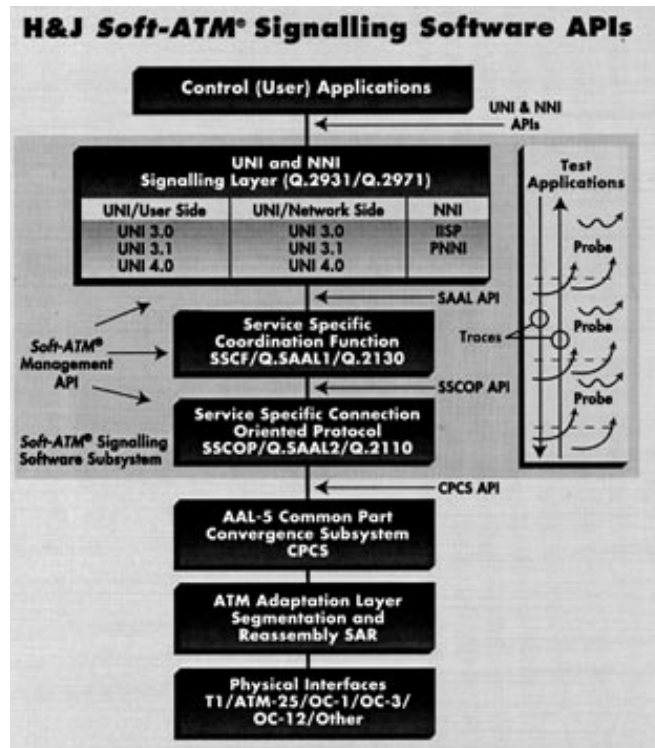 H&J Soft-ATM® Signalling Software APIs
Control (User) Applications
UNI & NNI
APIs
UNI and NNI
Signalling Layer (Q.2931/Q.2971)
UNI/User Side UNI/Network Side NNI
UNI 3.0 UNI 3.0 IISP
UNI 3.1 UNI 3.1 PNNI
UNI 4.0 UNI 4.0
Test
Applications
Probe
Probe
Probe
Traces
SAAL API
Service Specific
Coordination Function
SSCF/Q.SAAL1/Q.2130
Soft-ATM®
Management
API
SSCOP API
Service Specific Connection
Oriented Protocol
SSCOP/Q.SAAL2/Q.2110
Soft-ATM® Signalling
Software Subsystem
CPCS API
AAL-5 Common Part
Convergence Subsystem
CPCS
ATM Adaptation Layer
Segmentation and
Reassembly SAR
Physical Interfaces
T1/ATM-25/OC-1/OC-3/
OC-12/Other